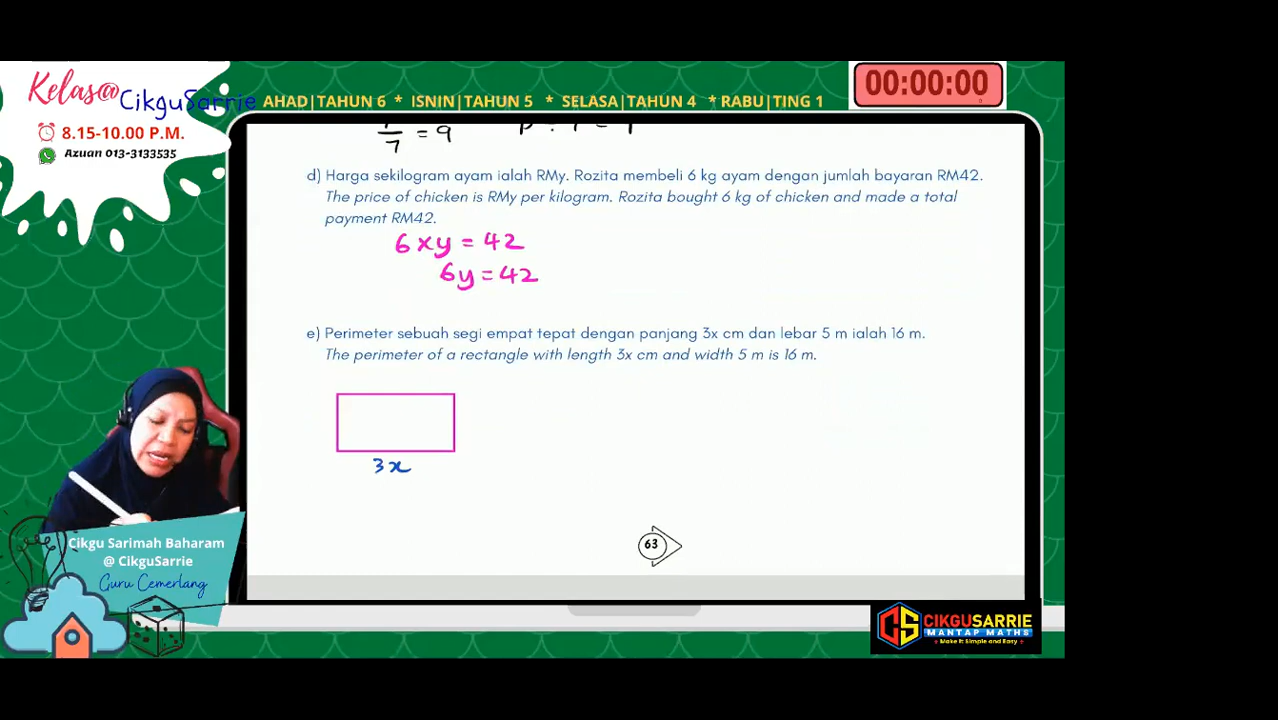 Kelas@CikguSarrie
8.15-10.00 P.M.
Azuan 013-3133535
AHAD|TAHUN 6 * ISNIN|TAHUN 5 * SELASA|TAHUN 4 * RABU|TING 1
00:00:00
7 = 9
d) Harga sekilogram ayam ialah RMy. Rozita membeli 6 kg ayam dengan jumlah bayaran RM42.
The price of chicken is RMy per kilogram. Rozita bought 6 kg of chicken and made a total
payment RM42.
6 x y = 42
6y = 42
e) Perimeter sebuah segi empat tepat dengan panjang 3x cm dan lebar 5 m ialah 16 m.
The perimeter of a rectangle with length 3x cm and width 5 m is 16 m.
3x
63
Cikgu Sarimah Baharam
@ CikguSarrie
Guru Cemerlang
CS CIKGUSARRIE
MANTAP MATHS
Make It Simple and Easy